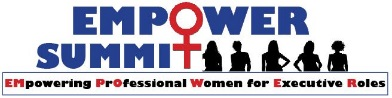 EMPOWER
SUMMIT
EMpowering PrOfessional Women for Executive Roles